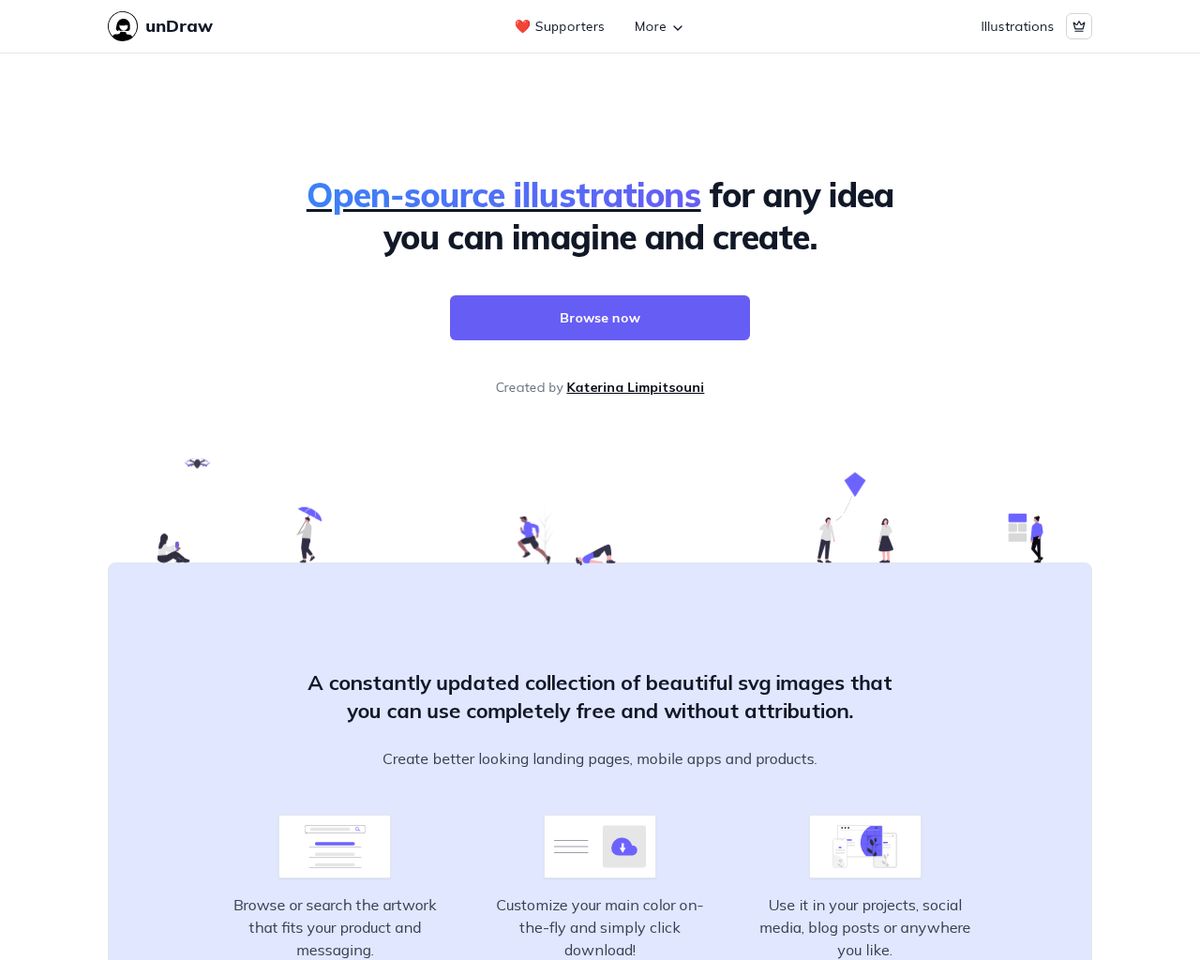 unDraw
❤️ Supporters
More
Illustrations
Open-source illustrations for any idea
you can imagine and create.
Browse now
Created by Katerina Limpitsouni
A constantly updated collection of beautiful svg images that
you can use completely free and without attribution.
Create better looking landing pages, mobile apps and products.
Browse or search the artwork
that fits your product and
messaging.
Customize your main color on-
the-fly and simply click
download!
Use it in your projects, social
media, blog posts or anywhere
you like.